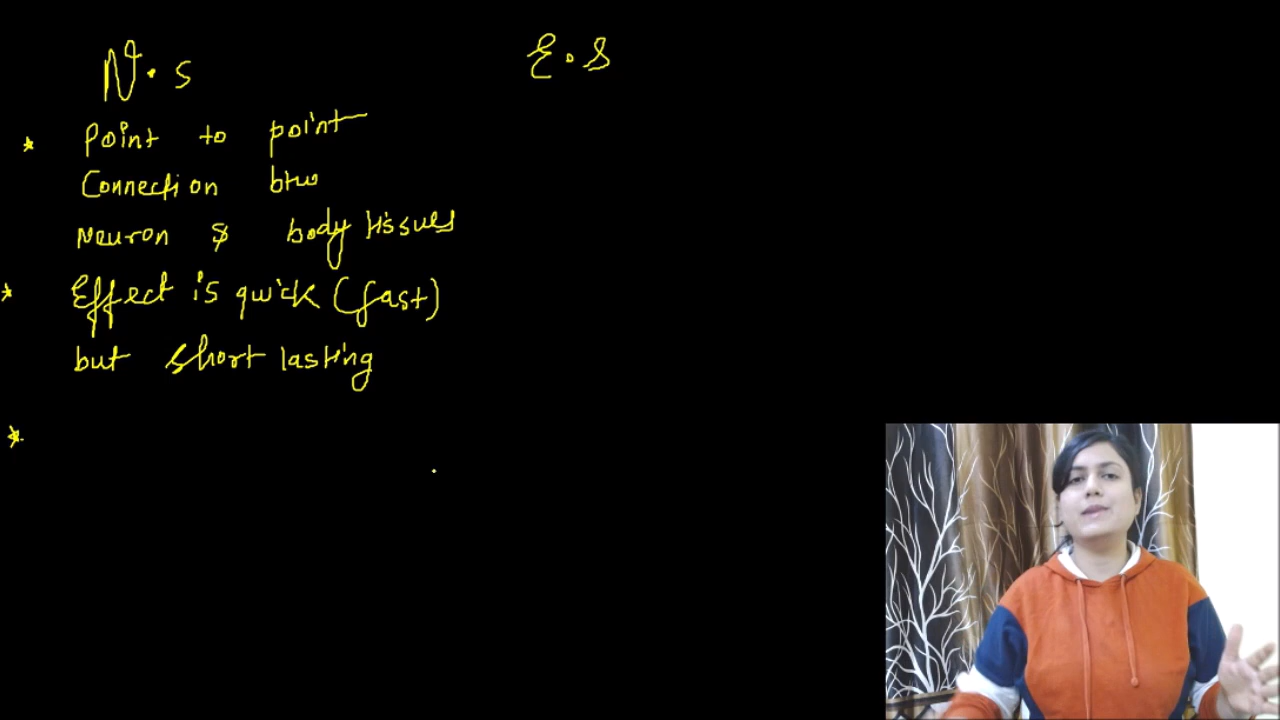 N.S
E.S
* Point to point
Connection btw
Neuron & body tissues
* Effect is quick (fast)
but short lasting
*